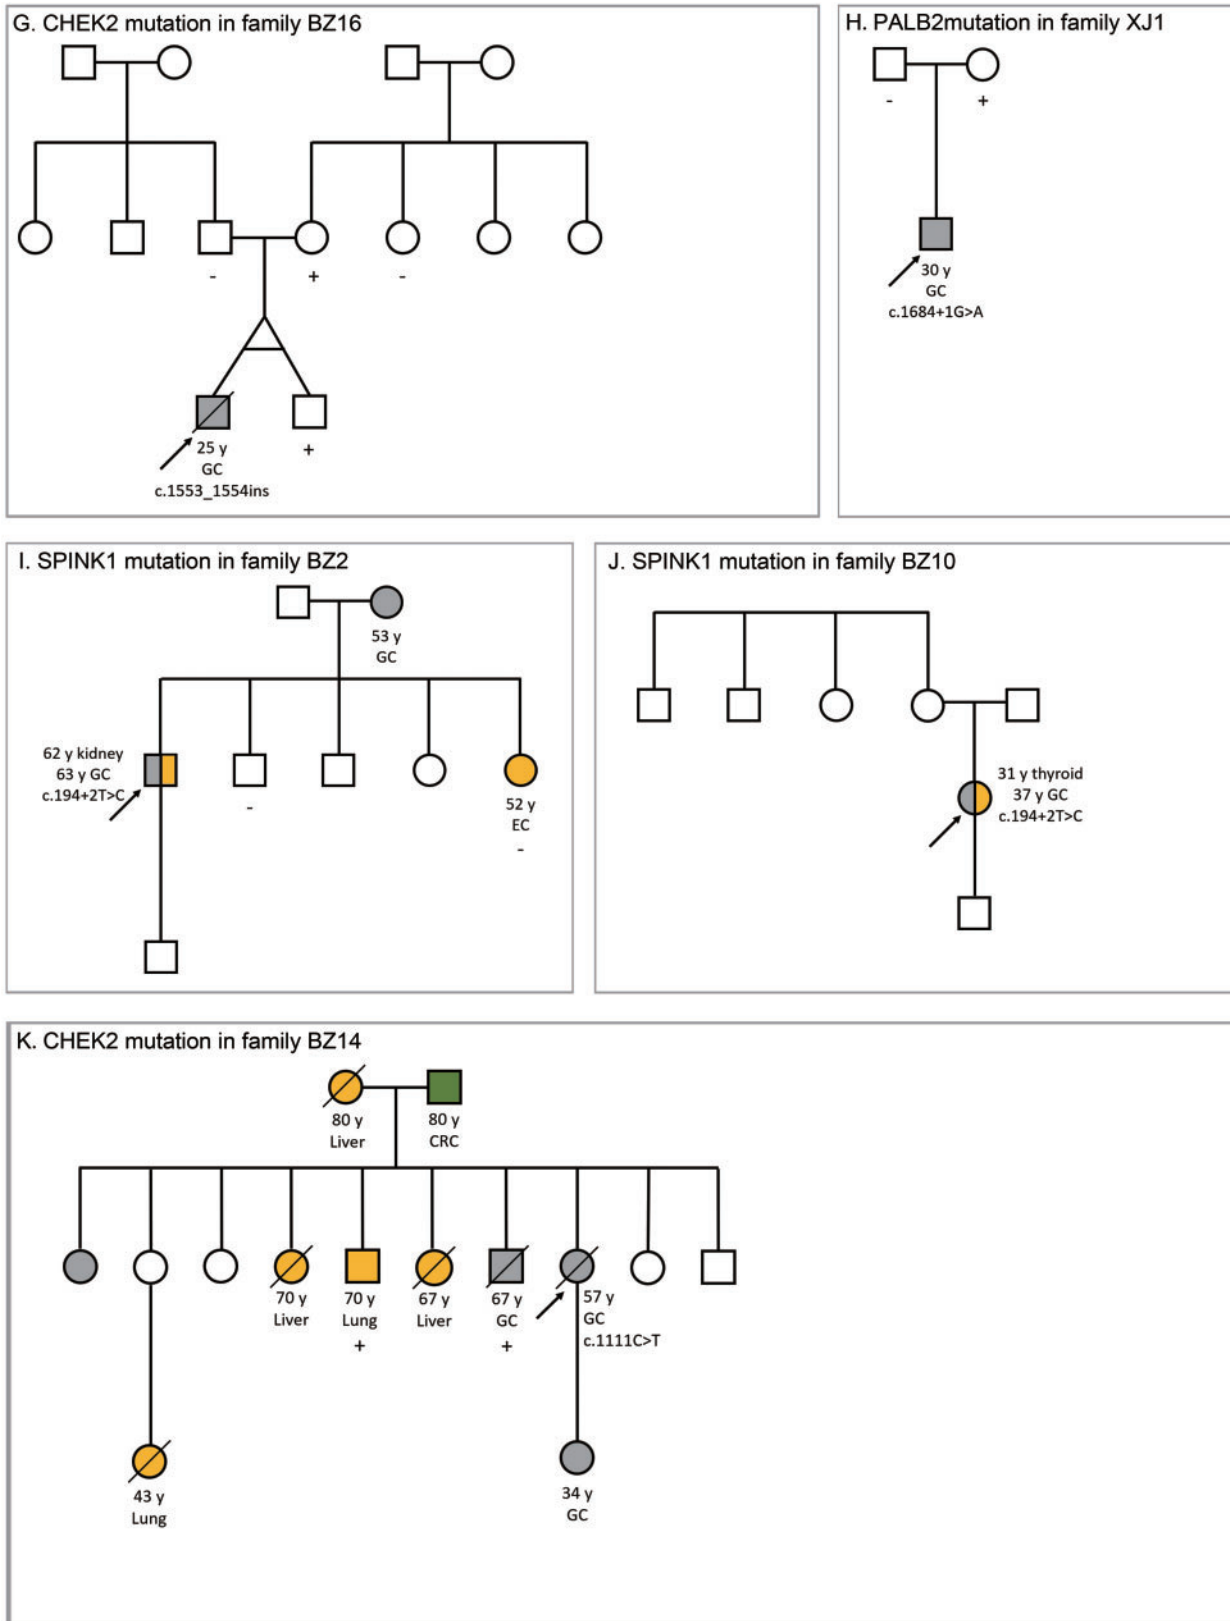 G. CHEK2 mutation in family BZ16
-
+
-
25 y
GC
c.1553_1554ins
+
H. PALB2mutation in family XJ1
-
+
30 y
GC
c.1684+1G>A
I. SPINK1 mutation in family BZ2
53 y
GC
62 y kidney
63 y GC
c.194+2T>C
-
52 y
EC
-
J. SPINK1 mutation in family BZ10
31 y thyroid
37 y GC
c.194+2T>C
K. CHEK2 mutation in family BZ14
80 y
Liver
80 y
CRC
70 y
Liver
70 y
Lung
+
67 y
Liver
67 y
GC
+
57 y
GC
c.1111C>T
43 y
Lung
34 y
GC